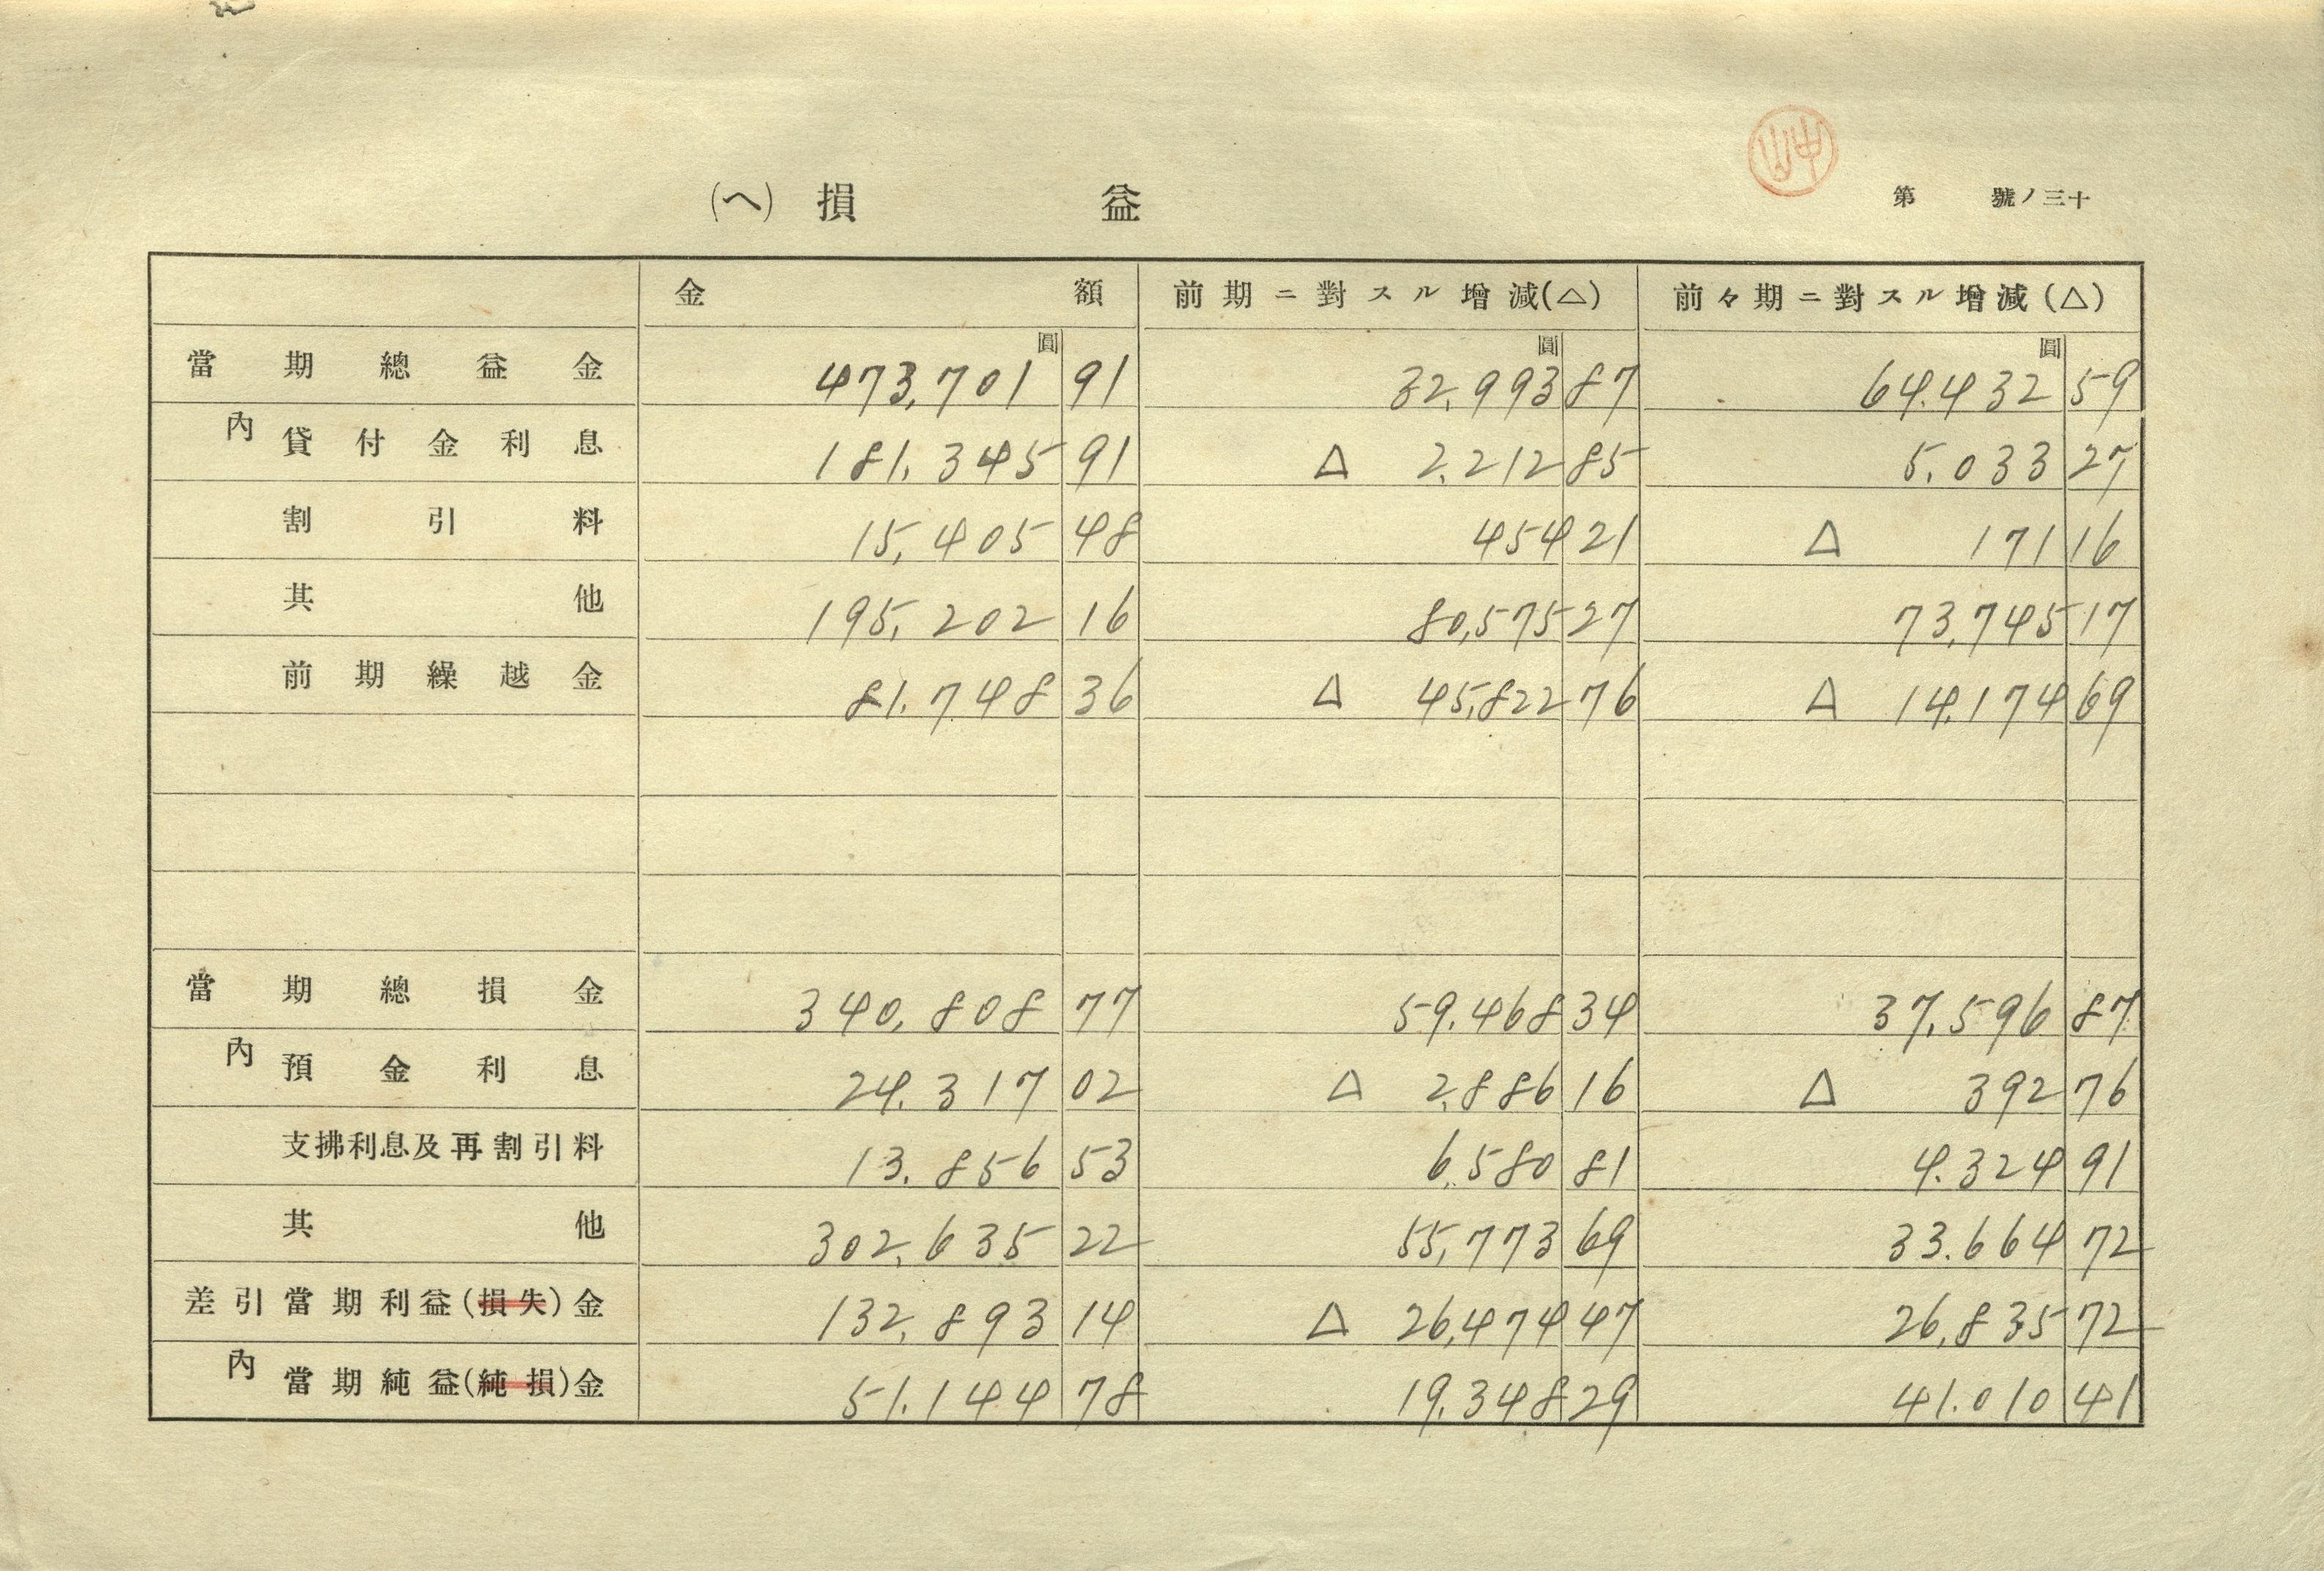 (ヘ) 損 益
第 號ノ三十
金 額 前期ニ對スル增減(△) 前々期ニ對スル增減(△)
圓 圓 圓
當期總益金 473,701 91 32,993 87 64,432 59
內 貸付金利息 181,345 91 △ 2,212 85 5,033 27
割引料 15,405 48 454 21 △ 171 16
其他 195,202 16 80,575 27 73,745 17
前期繰越金 81,748 36 △ 45,822 76 △ 14,174 69
當期總損金 340,808 77 59,468 34 37,596 87
內 預金利息 24,317 02 △ 2,886 16 △ 392 76
支拂利息及再割引料 13,856 53 6,580 81 4,324 91
其他 302,635 22 55,773 69 33,664 72
差引當期利益(損失)金 132,893 14 △ 26,474 47 26,835 72
內 當期純益(純損)金 51,144 78 19,348 29 41,010 41